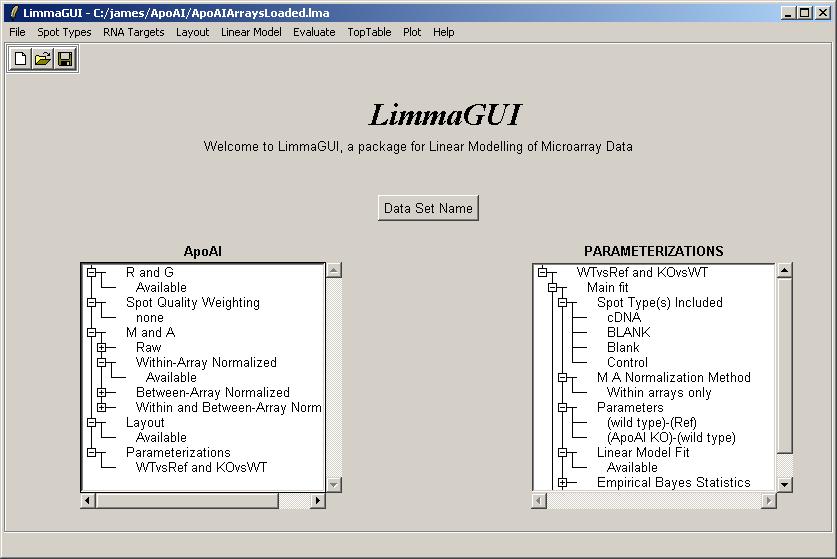 LimmaGUI - C:/james/ApoAI/ApoAIArraysLoaded.lma
File Spot Types RNA Targets Layout Linear Model Evaluate TopTable Plot Help
LimmaGUI
Welcome to LimmaGUI, a package for Linear Modelling of Microarray Data
Data Set Name
ApoAI
R and G
Available
Spot Quality Weighting
none
M and A
Raw
Within-Array Normalized
Available
Between-Array Normalized
Within and Between-Array Norm
Layout
Available
Parameterizations
WTvsRef and KOvsWT
PARAMETERIZATIONS
WTvsRef and KOvsWT
Main fit
Spot Type(s) Included
cDNA
BLANK
Blank
Control
M A Normalization Method
Within arrays only
Parameters
(wild type)-(Ref)
(ApoAI KO)-(wild type)
Linear Model Fit
Available
Empirical Bayes Statistics